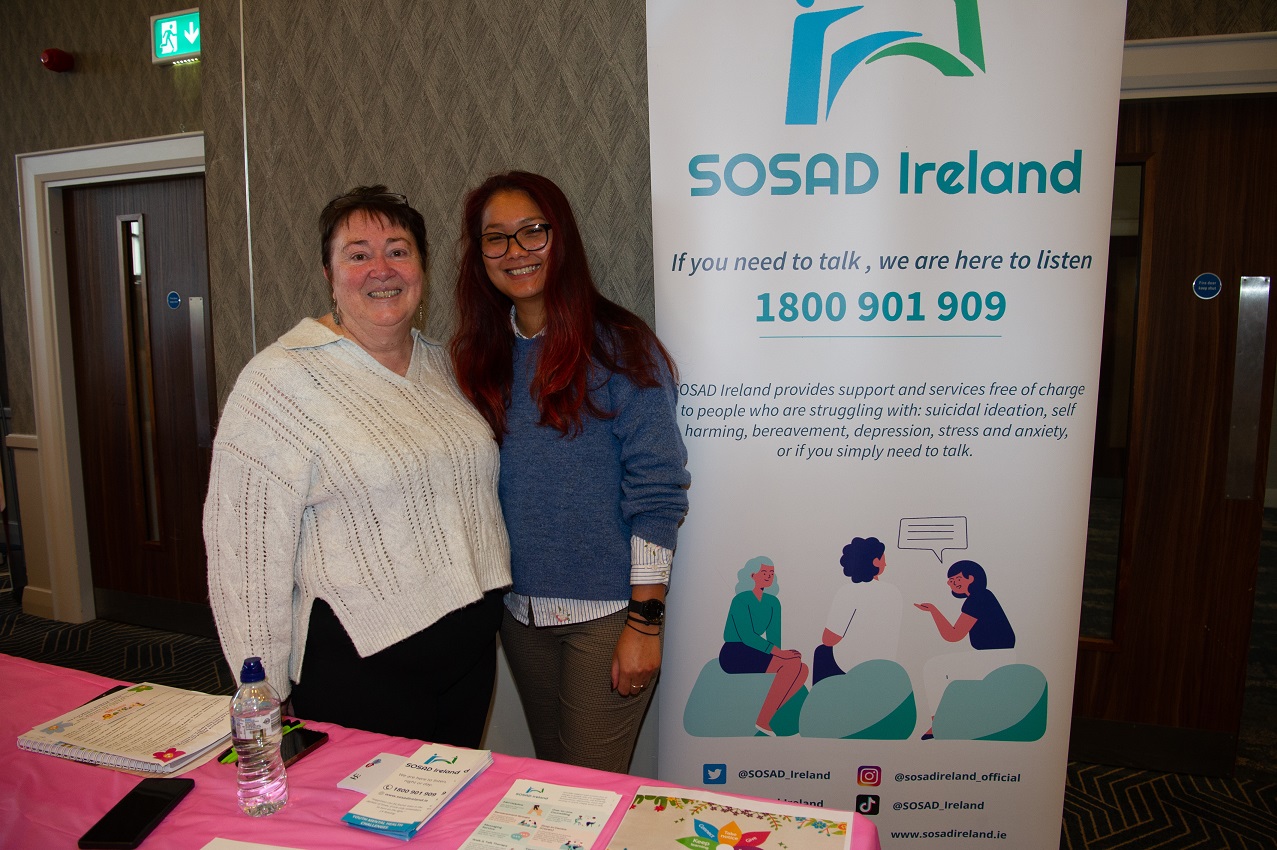 SOSAD Ireland
If you need to talk , we are here to listen
1800 901 909
SOSAD Ireland provides support and services free of charge
to people who are struggling with: suicidal ideation, self
harming, bereavement, depression, stress and anxiety,
or if you simply need to talk.
@SOSAD_Ireland
@sosadireland_official
@SOSAD_Ireland
www.sosadireland.ie
SOSAD Ireland
1800 901 909